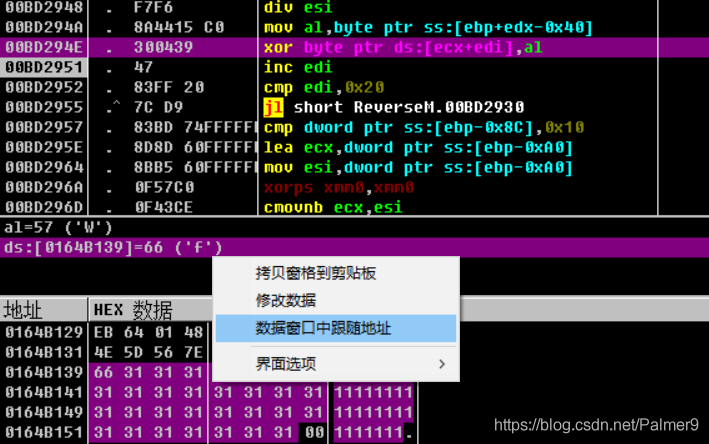 00BD2948 . F7F6 div esi
00BD294A . 8A4415 C0 mov al,byte ptr ss:[ebp+edx-0x40]
00BD294E . 300439 xor byte ptr ds:[ecx+edi],al
00BD2951 . 47 inc edi
00BD2952 . 83FF 20 cmp edi,0x20
00BD2955 .^ 7C D9 jl short ReverseM.00BD2930
00BD2957 . 83BD 74FFFFFF cmp dword ptr ss:[ebp-0x8C],0x10
00BD295E . 8D8D 60FFFFFF lea ecx,dword ptr ss:[ebp-0xA0]
00BD2964 . 8BB5 60FFFFFF mov esi,dword ptr ss:[ebp-0xA0]
00BD296A . 0F57C0 xorps xmm0,xmm0
00BD296D . 0F43CE cmovnb ecx,esi
al=57 ('W')
ds:[0164B139]=66 ('f')
拷贝窗格到剪贴板
修改数据
数据窗口中跟随地址
界面选项
地址 HEX 数据
0164B129 EB 64 01 48
0164B131 4E 5D 56 7E
0164B139 66 31 31 31
0164B141 31 31 31 31 31 31 31 31 11111111
0164B149 31 31 31 31 31 31 31 31 11111111
0164B151 31 31 31 31 31 31 31 00 1111111.
https://blog.csdn.net/Palmer9